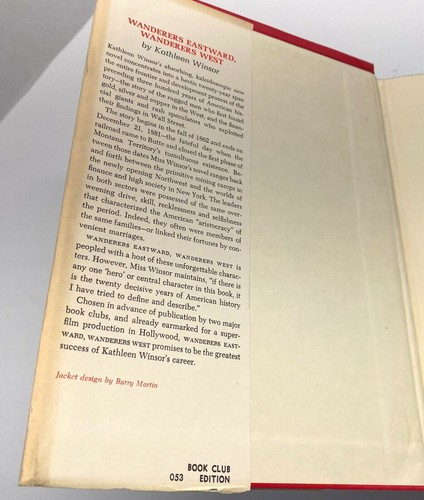 WANDERERS EASTWARD,
WANDERERS WEST
by Kathleen Winsor
Kathleen Winsor's absorbing, kaleidoscopic new
novel concentrates into a hectic twenty-year span
the entire frontier and development process of the
preceding three hundred years of American his-
tory—the story of the rugged men who first found
gold, silver and copper in the West, and the finan-
cial giants and rash speculators who exploited
their findings in Wall Street.
The story begins in the fall of 1862 and ends on
December 21, 1881—the fateful day when the
railroad came to Butte and closed the first phase of
Montana Territory's tumultuous existence. Be-
tween those dates Miss Winsor's novel ranges back
and forth between the primitive mining camps in
the newly opening Northwest and the worlds of
finance and high society in New York. The leaders
in both sectors were possessed of the same over-
weening drive, skill, recklessness and selfishness
that characterized the American "aristocracy" of
the period. Indeed, they often were members of
the same families—or linked their fortunes by con-
venient marriages.
WANDERERS EASTWARD, WANDERERS WEST is
peopled with a host of these unforgettable charac-
ters. However, Miss Winsor maintains, "if there is
any one 'hero' or central character in this book, it
is the twenty decisive years of American history
I have tried to define and describe."
Chosen in advance of publication by two major
book clubs, and already earmarked for a super-
film production in Hollywood, WANDERERS EAST-
WARD, WANDERERS WEST promises to be the greatest
success of Kathleen Winsor's career.
Jacket design by Barry Martin
BOOK CLUB
053 EDITION